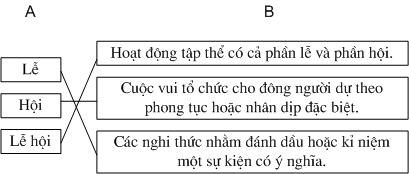 A
B
Lễ
Hội
Lễ hội
Hoạt động tập thể có cả phần lễ và phần hội.
Cuộc vui tổ chức cho đông người dự theo
phong tục hoặc nhân dịp đặc biệt.
Các nghi thức nhằm đánh dấu hoặc kỉ niệm
một sự kiện có ý nghĩa.